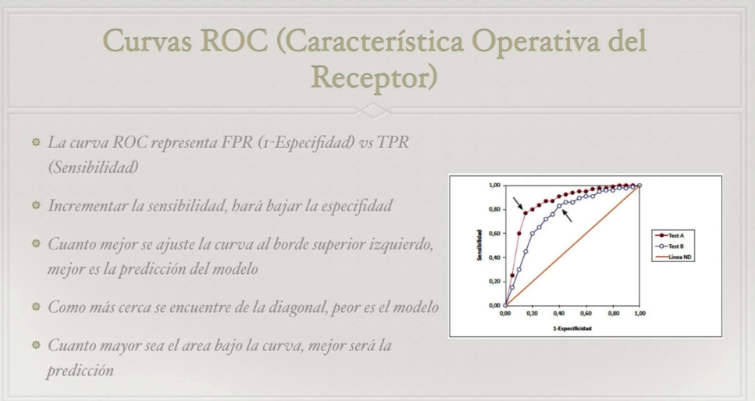 Curvas ROC (Característica Operativa del
Receptor)
La curva ROC representa FPR (1-Especifidad) vs TPR
(Sensibilidad)
Incrementar la sensibilidad, hará bajar la especifidad
Cuanto mejor se ajuste la curva al borde superior izquierdo,
mejor es la predicción del modelo
Como más cerca se encuentre de la diagonal, peor es el modelo
Cuanto mayor sea el area bajo la curva, mejor será la
predicción
1,00
0,80
0,60
0,40
0,20
0,00
Sensibilidad
0,00 0,20 0,40 0,60 0,80 1,00
1-Especificidad
Test A
Test B
Línea ND